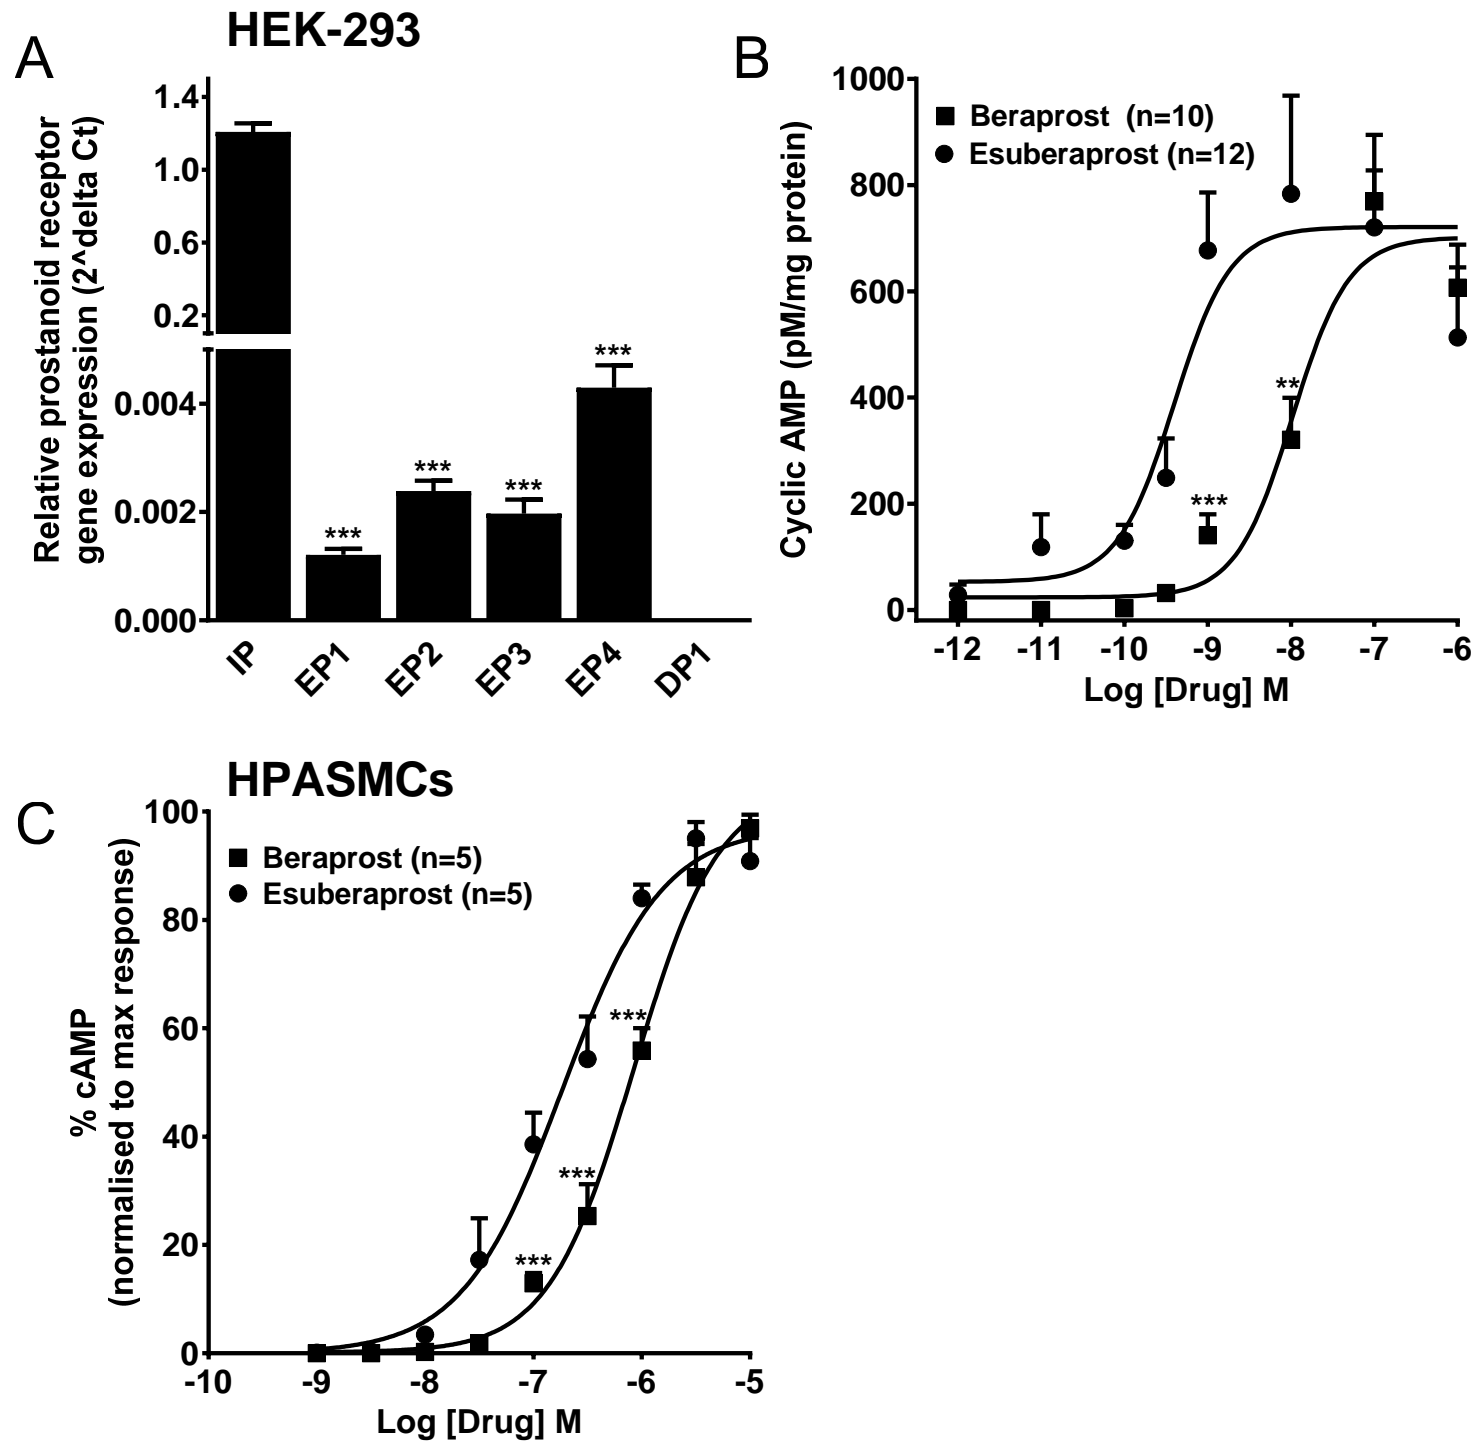 A
HEK-293
Relative prostanoid receptor
gene expression (2^delta Ct)
1.4
1.0
0.6
0.2
0.004
0.002
0.000
***
***
***
***
IP
EP1
EP2
EP3
EP4
DP1
B
Cyclic AMP (pM/mg protein)
1000
800
600
400
200
0
Beraprost (n=10)
Esuberaprost (n=12)
**
***
-12
-11
-10
-9
-8
-7
-6
Log [Drug] M
C
HPASMCs
% cAMP
(normalised to max response)
100
80
60
40
20
0
Beraprost (n=5)
Esuberaprost (n=5)
***
***
***
-10
-9
-8
-7
-6
-5
Log [Drug] M